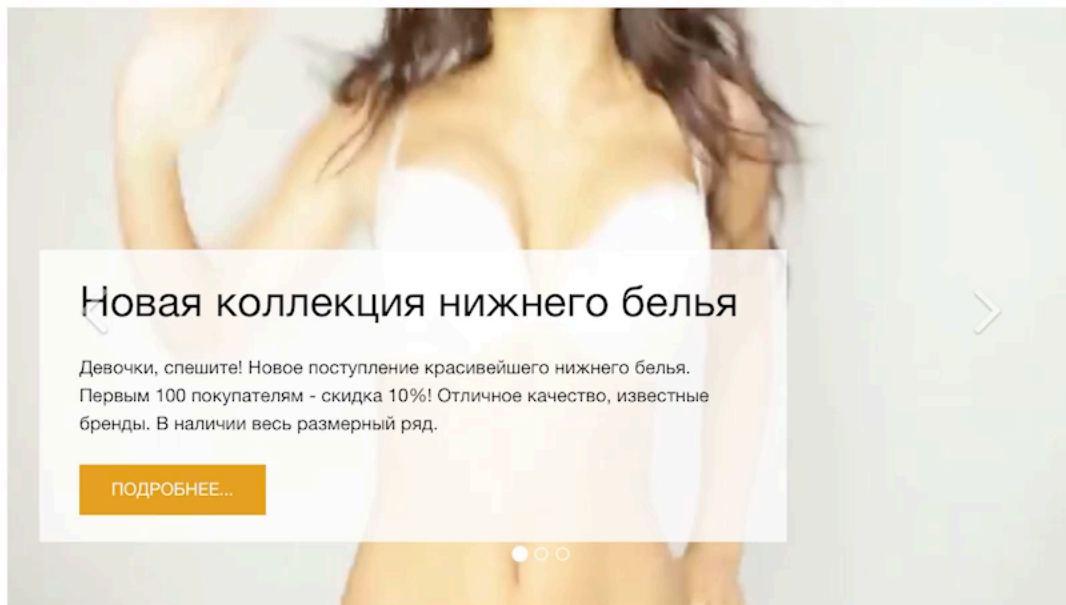 Новая коллекция нижнего белья
Девочки, спешите! Новое поступление красивейшего нижнего белья.
Первым 100 покупателям - скидка 10%! Отличное качество, известные
бренды. В наличии весь размерный ряд.
ПОДРОБНЕЕ...